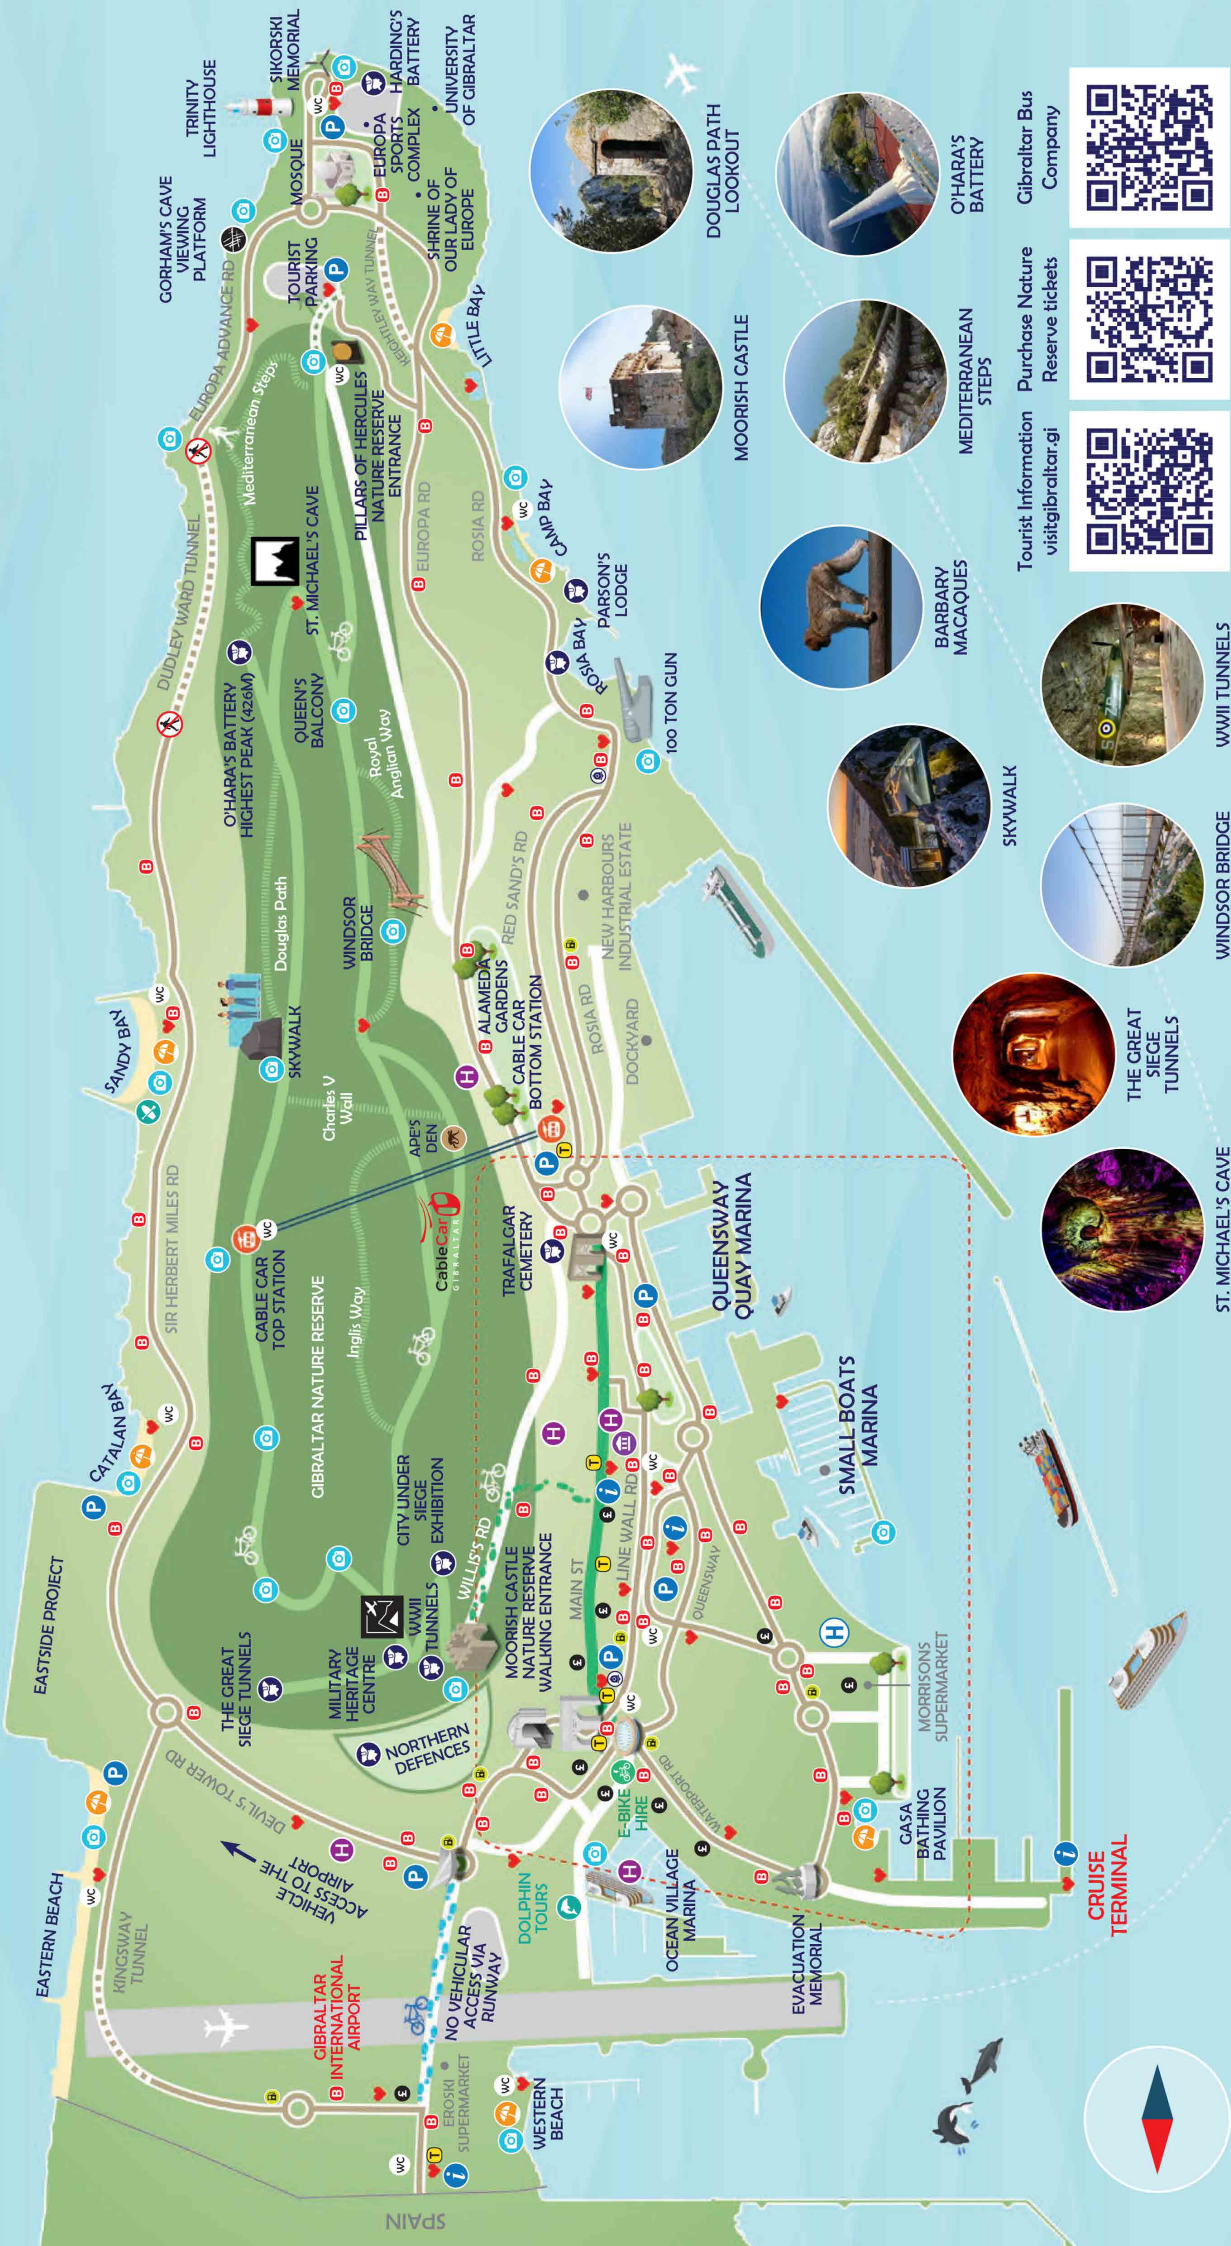 SPAIN
WC
EROSKI
SUPERMARKET
WESTERN
BEACH
GIBRALTAR
INTERNATIONAL
AIRPORT
NO VEHICULAR
ACCESS VIA
RUNWAY
KINGSWAY
TUNNEL
EASTERN BEACH
VEHICLE
ACCESS TO THE
AIRPORT
DEVIL'S TOWER RD
EASTSIDE PROJECT
CATALAN BAY
SIR HERBERT MILES RD
SANDY BAY
DUDLEY WARD TUNNEL
EUROPA ADVANCE RD
GORHAM'S CAVE
VIEWING
PLATFORM
TRINITY
LIGHTHOUSE
SIKORSKI
MEMORIAL
HARDING'S
BATTERY
UNIVERSITY
OF GIBRALTAR
EUROPA
SPORTS
COMPLEX
MOSQUE
SHRINE OF
OUR LADY OF
EUROPE
TOURIST
PARKING
KEIGHTLEY WAY TUNNEL
LITTLE BAY
PILLARS OF HERCULES
NATURE RESERVE
ENTRANCE
Mediterranean Steps
ST. MICHAEL'S CAVE
O'HARA'S BATTERY
HIGHEST PEAK (426M)
QUEEN'S
BALCONY
Royal
Anglian Way
Douglas Path
WINDSOR
BRIDGE
SKYWALK
Charles V
Wall
APE'S
DEN
CableCar
GIBRALTAR
CABLE CAR
TOP STATION
GIBRALTAR NATURE RESERVE
Inglis Way
CITY UNDER
SIEGE
EXHIBITION
WWII
TUNNELS
MILITARY
HERITAGE
CENTRE
THE GREAT
SIEGE TUNNELS
NORTHERN
DEFENCES
WILLIS'S RD
MOORISH CASTLE
NATURE RESERVE
WALKING ENTRANCE
MAIN ST
LINE WALL RD
QUEENSWAY
TRAFALGAR
CEMETERY
ALAMEDA
GARDENS
CABLE CAR
BOTTOM STATION
RED SAND'S RD
ROSIA RD
DOCKYARD
NEW HARBOURS
INDUSTRIAL ESTATE
EUROPA RD
ROSIA RD
CAMP BAY
PARSON'S
LODGE
ROSIA BAY
100 TON GUN
QUEENSWAY
QUAY MARINA
SMALL BOATS
MARINA
MORRISONS
SUPERMARKET
GASA
BATHING
PAVILION
WATERPORT RD
E-BIKE
HIRE
DOLPHIN
TOURS
OCEAN VILLAGE
MARINA
EVACUATION
MEMORIAL
CRUISE
TERMINAL
DOUGLAS PATH
LOOKOUT
MOORISH CASTLE
O'HARA'S
BATTERY
MEDITERRANEAN
STEPS
BARBARY
MACAQUES
SKYWALK
WWII TUNNELS
WINDSOR BRIDGE
THE GREAT
SIEGE
TUNNELS
ST. MICHAEL'S CAVE
Tourist Information
visitgibraltar.gi
Purchase Nature
Reserve tickets
Gibraltar Bus
Company